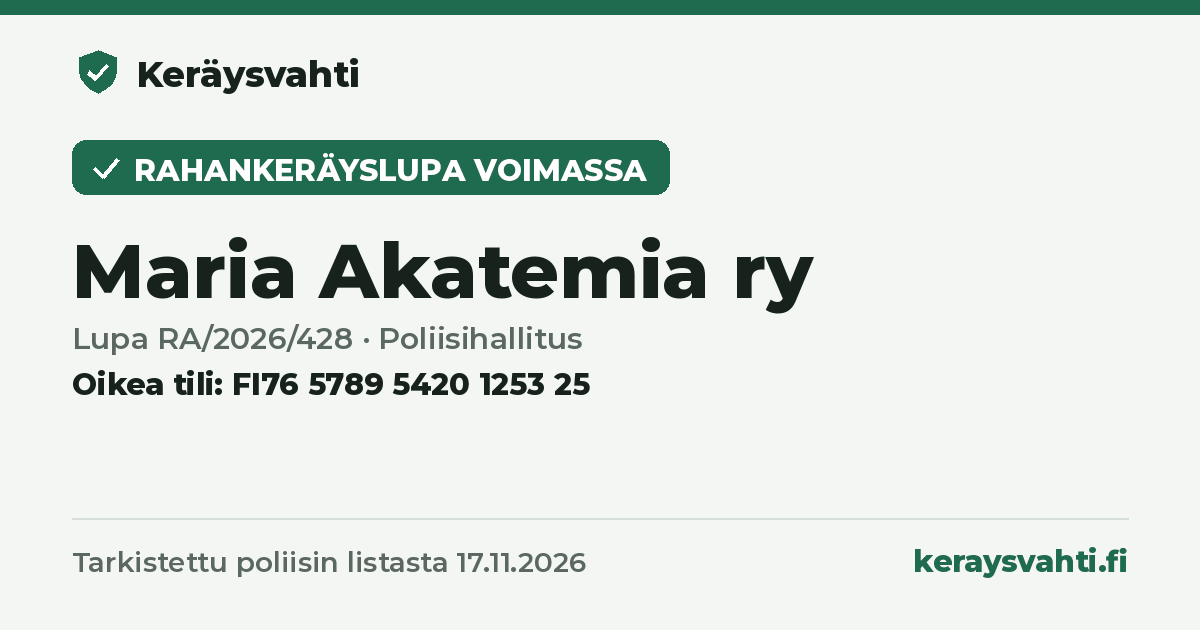 Keräysvahti
RAHANKERÄYSLUPA VOIMASSA
Maria Akatemia ry
Lupa RA/2026/428 · Poliisihallitus
Oikea tili: FI76 5789 5420 1253 25
Tarkistettu poliisin listasta 17.11.2026
keraysvahti.fi